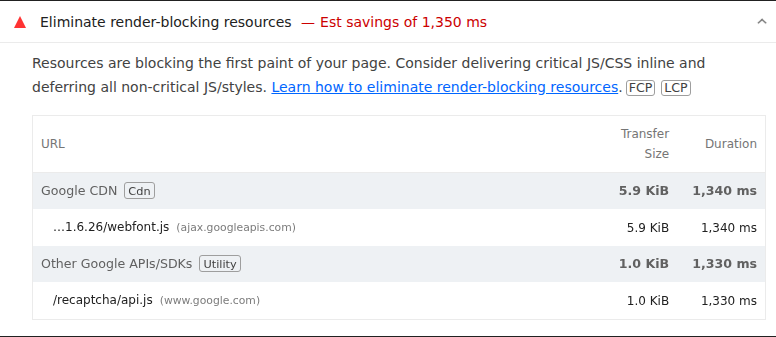 Eliminate render-blocking resources — Est savings of 1,350 ms
Resources are blocking the first paint of your page. Consider delivering critical JS/CSS inline and
deferring all non-critical JS/styles. Learn how to eliminate render-blocking resources. FCP LCP
URL Transfer Size Duration
Google CDN Cdn 5.9 KiB 1,340 ms
…1.6.26/webfont.js (ajax.googleapis.com) 5.9 KiB 1,340 ms
Other Google APIs/SDKs Utility 1.0 KiB 1,330 ms
/recaptcha/api.js (www.google.com) 1.0 KiB 1,330 ms